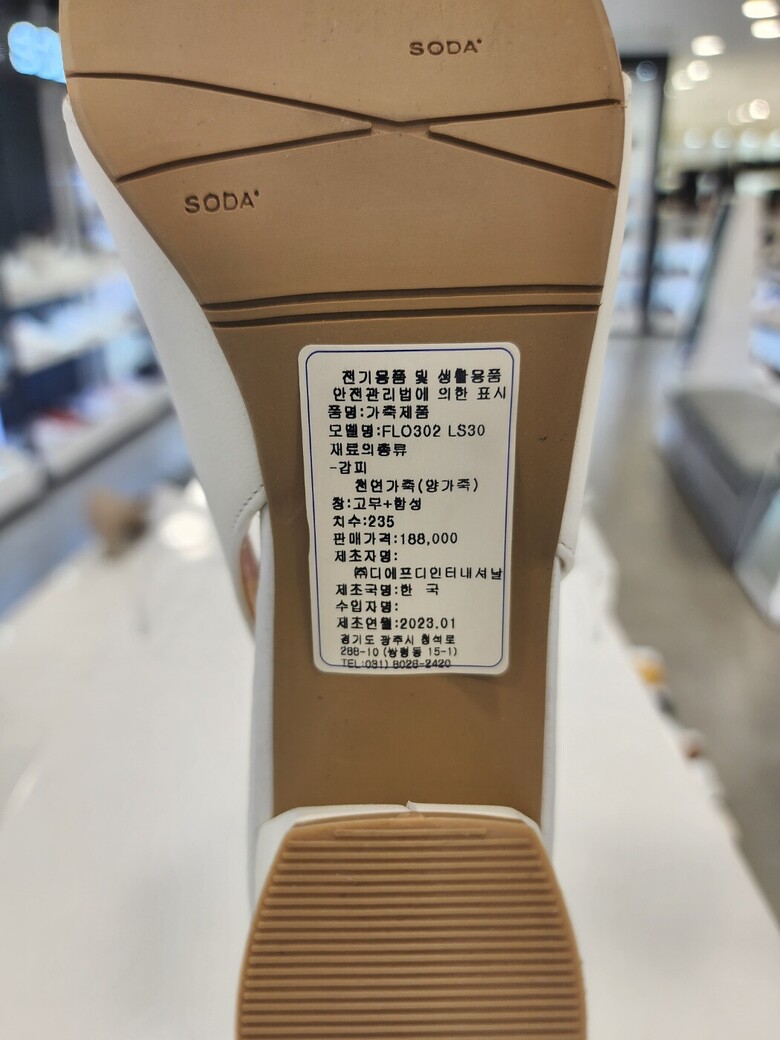 SODA
SODA
전기용품 및 생활용품
안전관리법에 의한 표시
품명:가죽제품
모델명:FLO302 LS30
재료의종류
-감피
천연가죽(양가죽)
창:고무+합성
치수:235
판매가격:188,000
제조자명:
㈜디에프디인터내셔날
제조국명:한 국
수입자명:
제조연월:2023.01
경기도 광주시 청석로
288-10 (쌍령동 15-1)
TEL:031) 8028-2420